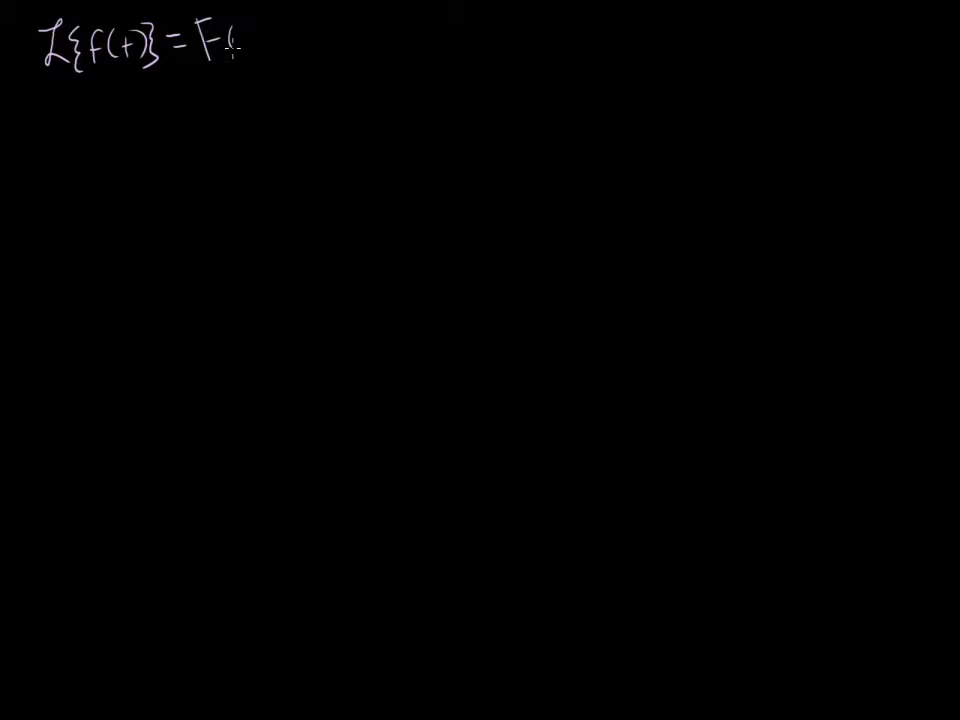 ℒ{f(t)} = F(